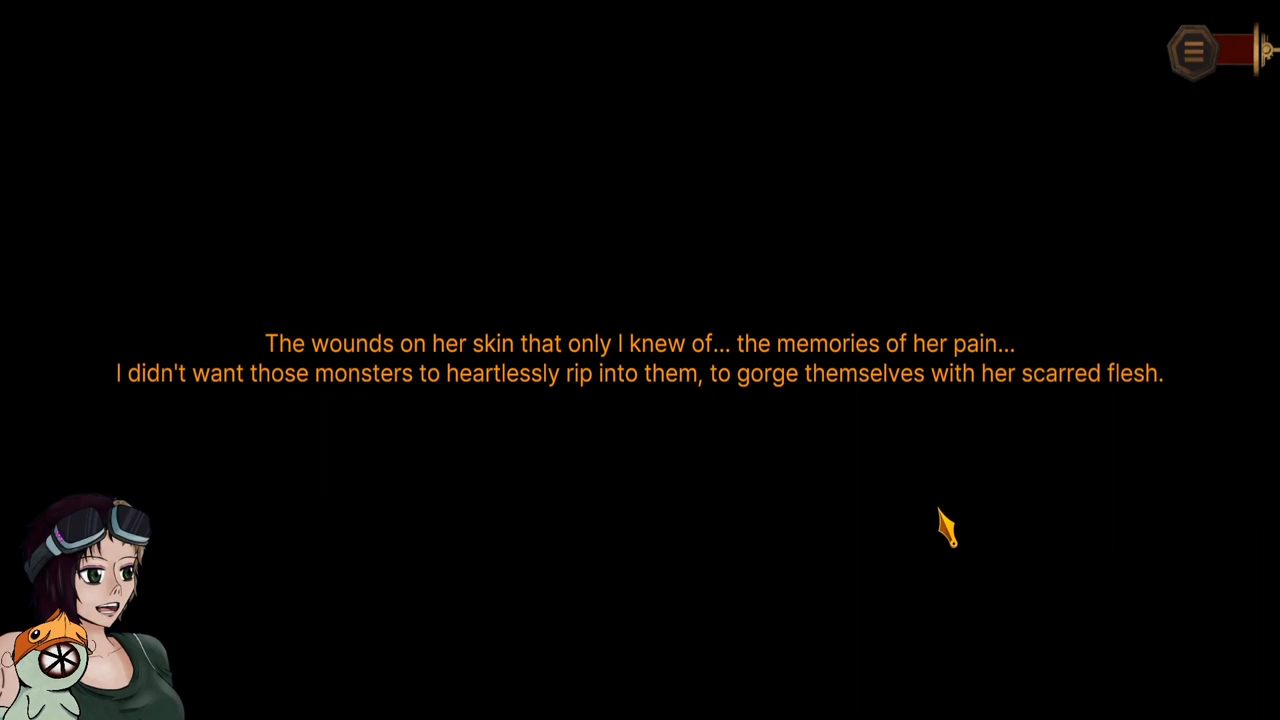 The wounds on her skin that only I knew of... the memories of her pain...
I didn't want those monsters to heartlessly rip into them, to gorge themselves with her scarred flesh.